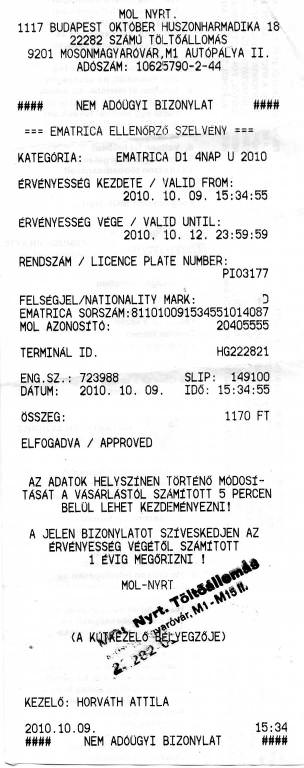 MOL NYRT.
1117 BUDAPEST OKTÓBER HUSZONHARMADIKA 18
22282 SZÁMÚ TÖLTŐÁLLOMÁS
9201 MOSONMAGYARÓVÁR,M1 AUTÓPÁLYA II.
ADÓSZÁM: 10625790-2-44
#### NEM ADÓÜGYI BIZONYLAT ####
=== EMATRICA ELLENŐRZŐ SZELVÉNY ===
KATEGÓRIA: EMATRICA D1 4NAP U 2010
ÉRVÉNYESSÉG KEZDETE / VALID FROM:
2010. 10. 09. 15:34:55
ÉRVÉNYESSÉG VÉGE / VALID UNTIL:
2010. 10. 12. 23:59:59
RENDSZÁM / LICENCE PLATE NUMBER:
PI03177
FELSÉGJEL/NATIONALITY MARK: D
EMATRICA SORSZÁM:811010091534551014087
MOL AZONOSÍTÓ: 20405555
TERMINÁL ID. HG222821
ENG.SZ.: 723988 SLIP: 149100
DÁTUM: 2010. 10. 09. IDŐ: 15:34:55
ÖSSZEG: 1170 FT
ELFOGADVA / APPROVED
AZ ADATOK HELYSZÍNEN TÖRTÉNŐ MÓDOSÍ-
TÁSÁT A VÁSÁRLÁSTÓL SZÁMÍTOTT 5 PERCEN
BELÜL LEHET KEZDEMÉNYEZNI!
A JELEN BIZONYLATOT SZÍVESKEDJEN AZ
ÉRVÉNYESSÉG VÉGÉTŐL SZÁMÍTOTT
1 ÉVIG MEGŐRIZNI !
MOL-NYRT
Nyrt. Töltőállomás
M1-M15 ff.
(A KÚTKEZELŐ BÉLYEGZŐJE)
KEZELŐ: HORVÁTH ATTILA
2010.10.09. 15:34
#### NEM ADÓÜGYI BIZONYLAT ####